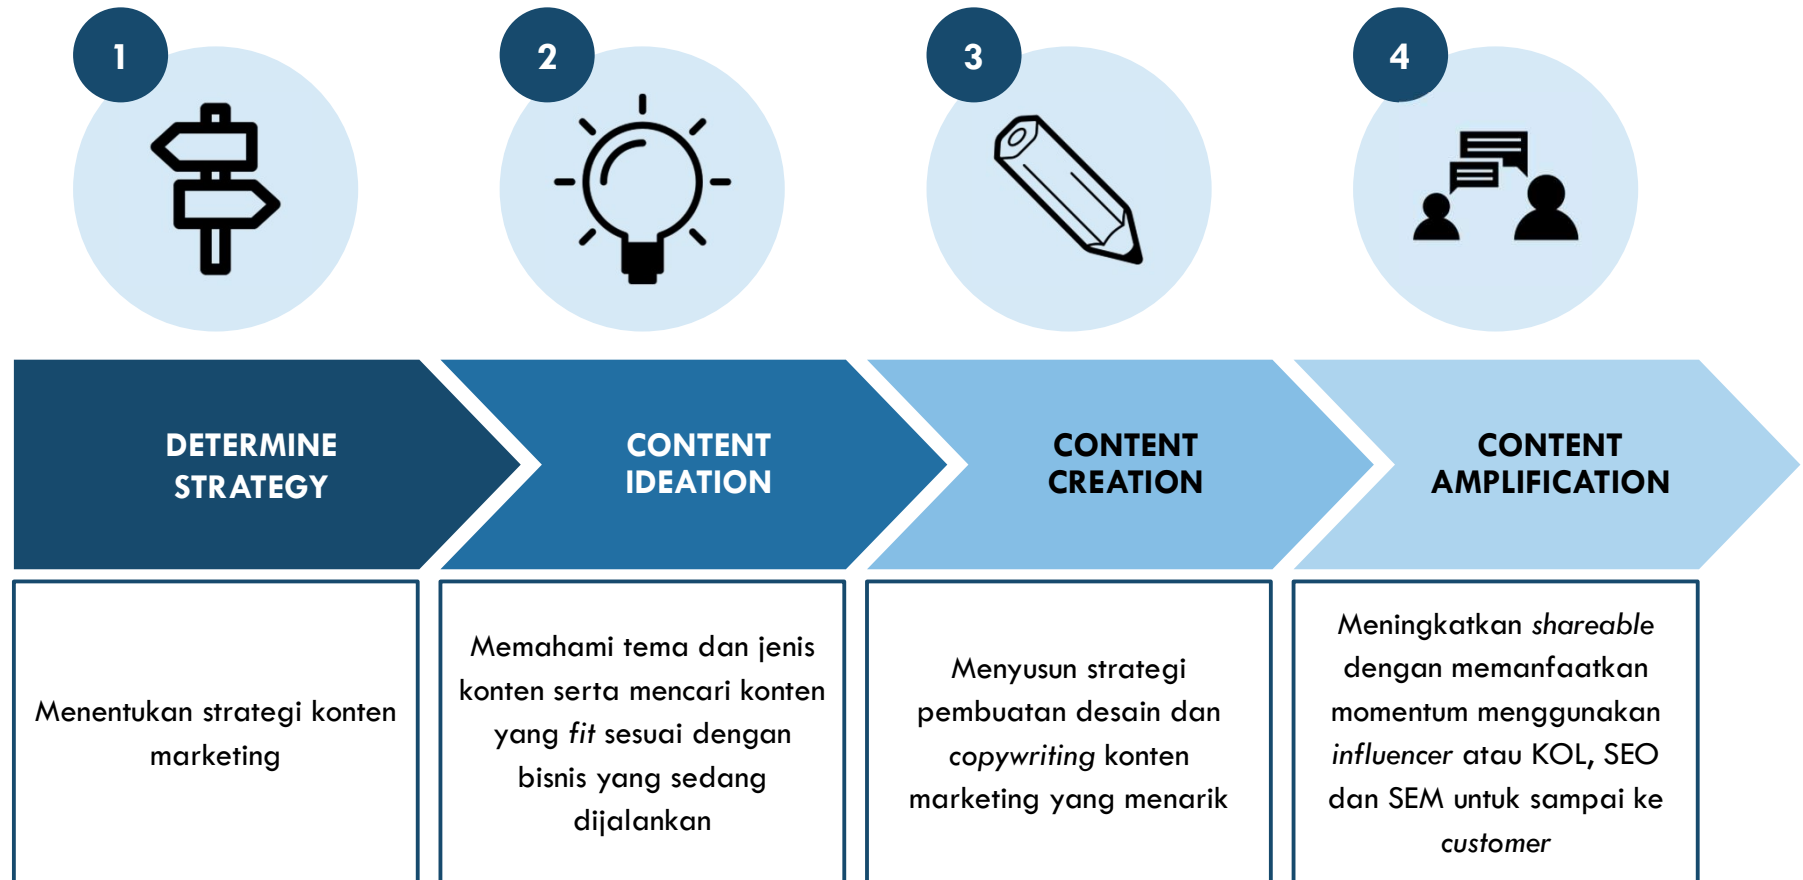 1
2
3
4
DETERMINE
STRATEGY
CONTENT
IDEATION
CONTENT
CREATION
CONTENT
AMPLIFICATION
Menentukan strategi konten
marketing
Memahami tema dan jenis
konten serta mencari konten
yang fit sesuai dengan
bisnis yang sedang
dijalankan
Menyusun strategi
pembuatan desain dan
copywriting konten
marketing yang menarik
Meningkatkan shareable
dengan memanfaatkan
momentum menggunakan
influencer atau KOL, SEO
dan SEM untuk sampai ke
customer